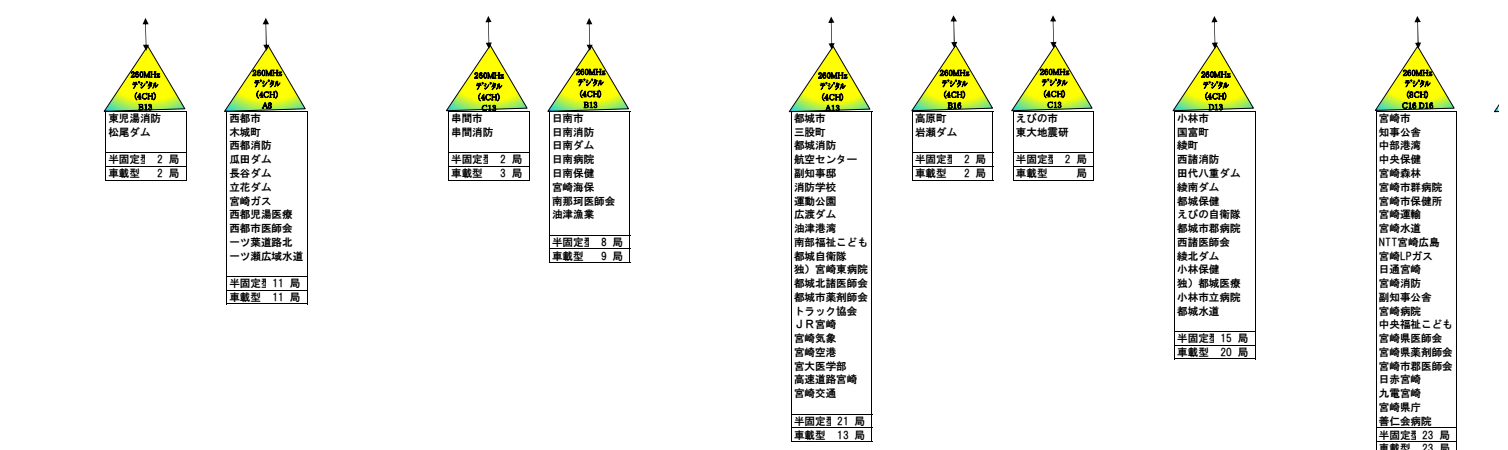 260MHz
デジタル
(4CH)
B13
東児湯消防
松尾ダム
半固定型 2 局
車載型 2 局
260MHz
デジタル
(4CH)
A8
西都市
木城町
西都消防
瓜田ダム
長谷ダム
立花ダム
宮崎ガス
西都児湯医療
西都市医師会
一ツ葉道路北
一ツ瀬広域水道
半固定型 11 局
車載型 11 局
260MHz
デジタル
(4CH)
C13
串間市
串間消防
半固定型 2 局
車載型 3 局
260MHz
デジタル
(4CH)
B13
日南市
日南消防
日南ダム
日南病院
日南保健
宮崎海保
南那珂医師会
油津漁業
半固定型 8 局
車載型 9 局
260MHz
デジタル
(4CH)
A13
都城市
三股町
都城消防
航空センター
副知事邸
消防学校
運動公園
広渡ダム
油津港湾
南部福祉こども
都城自衛隊
独）宮崎東病院
都城北諸医師会
都城市薬剤師会
トラック協会
ＪＲ宮崎
宮崎気象
宮崎空港
宮大医学部
高速道路宮崎
宮崎交通
半固定型 21 局
車載型 13 局
260MHz
デジタル
(4CH)
B16
高原町
岩瀬ダム
半固定型 2 局
車載型 2 局
260MHz
デジタル
(4CH)
C13
えびの市
東大地震研
半固定型 2 局
車載型 局
260MHz
デジタル
(4CH)
D13
小林市
国富町
綾町
西諸消防
田代八重ダム
綾南ダム
都城保健
えびの自衛隊
都城市郡病院
西諸医師会
綾北ダム
小林保健
独）都城医療
小林市立病院
都城水道
半固定型 15 局
車載型 20 局
260MHz
デジタル
(8CH)
C16 D16
宮崎市
知事公舎
中部港湾
中央保健
宮崎森林
宮崎市群病院
宮崎市保健所
宮崎運輸
宮崎水道
NTT宮崎広島
宮崎LPガス
日通宮崎
宮崎消防
副知事公舎
宮崎病院
中央福祉こども
宮崎県医師会
宮崎県薬剤師会
宮崎市郡医師会
日赤宮崎
九電宮崎
宮崎県庁
善仁会病院
半固定型 23 局
車載型 23 局